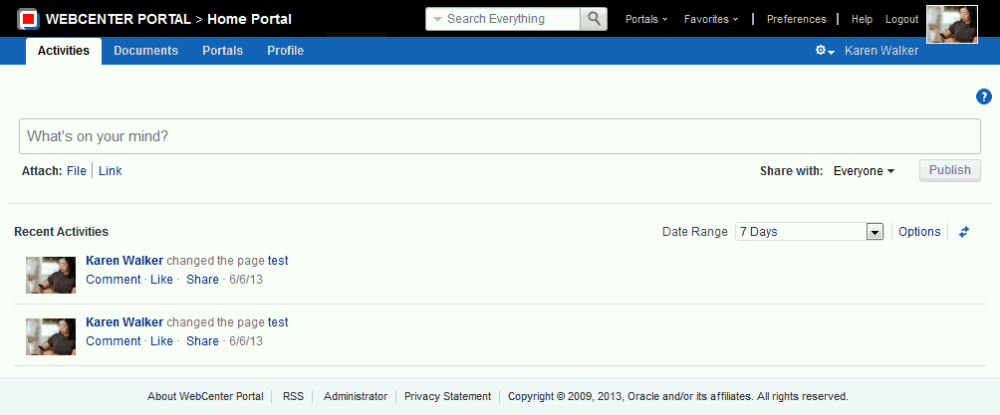 WEBCENTER PORTAL > Home Portal
Search Everything
Portals
Favorites
Preferences
Help
Logout
Activities
Documents
Portals
Profile
Karen Walker
?
What's on your mind?
Attach: File | Link
Share with: Everyone
Publish
Recent Activities
Date Range 7 Days
Options
Karen Walker changed the page test
Comment · Like · Share · 6/6/13
Karen Walker changed the page test
Comment · Like · Share · 6/6/13
About WebCenter Portal | RSS | Administrator | Privacy Statement | Copyright © 2009, 2013, Oracle and/or its affiliates. All rights reserved.